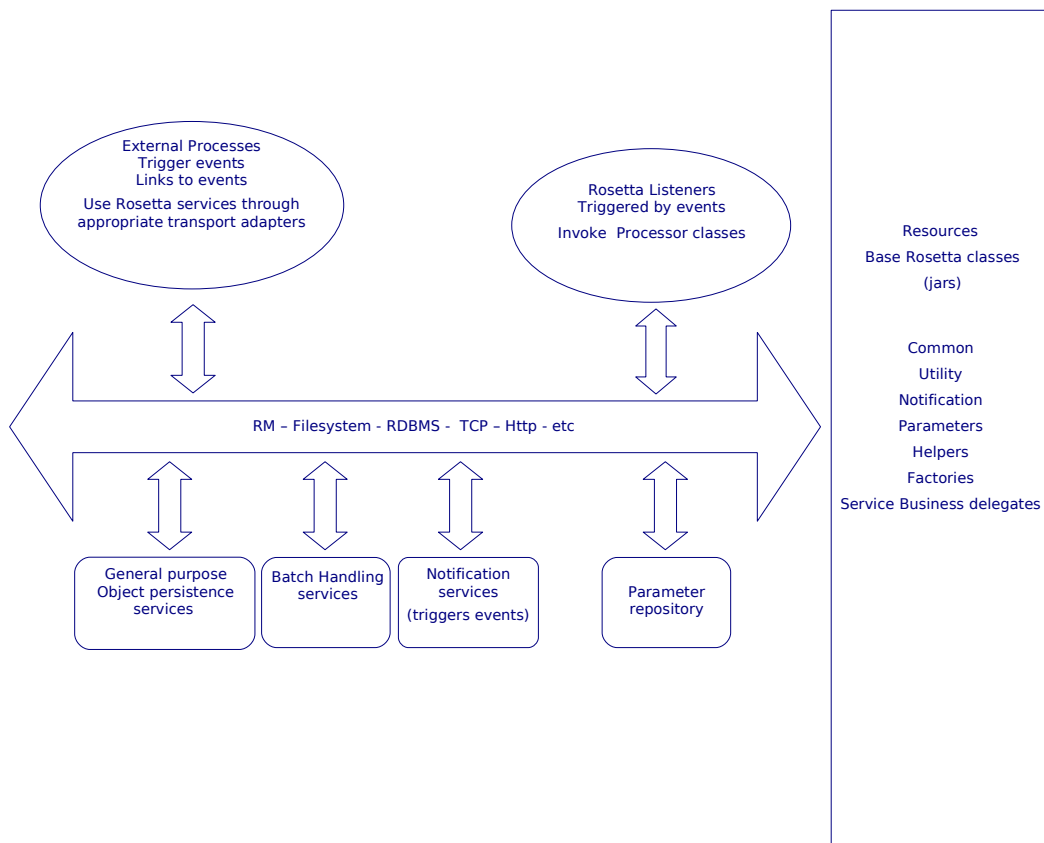 External Processes
Trigger events
Links to events
Use Rosetta services through
appropriate transport adapters
Rosetta Listeners
Triggered by events
Invoke  Processor classes
Resources
Base Rosetta classes
(jars)
Common
Utility
Notification
Parameters
Helpers
Factories
Service Business delegates
RM – Filesystem - RDBMS -  TCP – Http - etc
General purpose
Object persistence
services
Batch Handling
services
Notification
services
(triggers events)
Parameter
repository